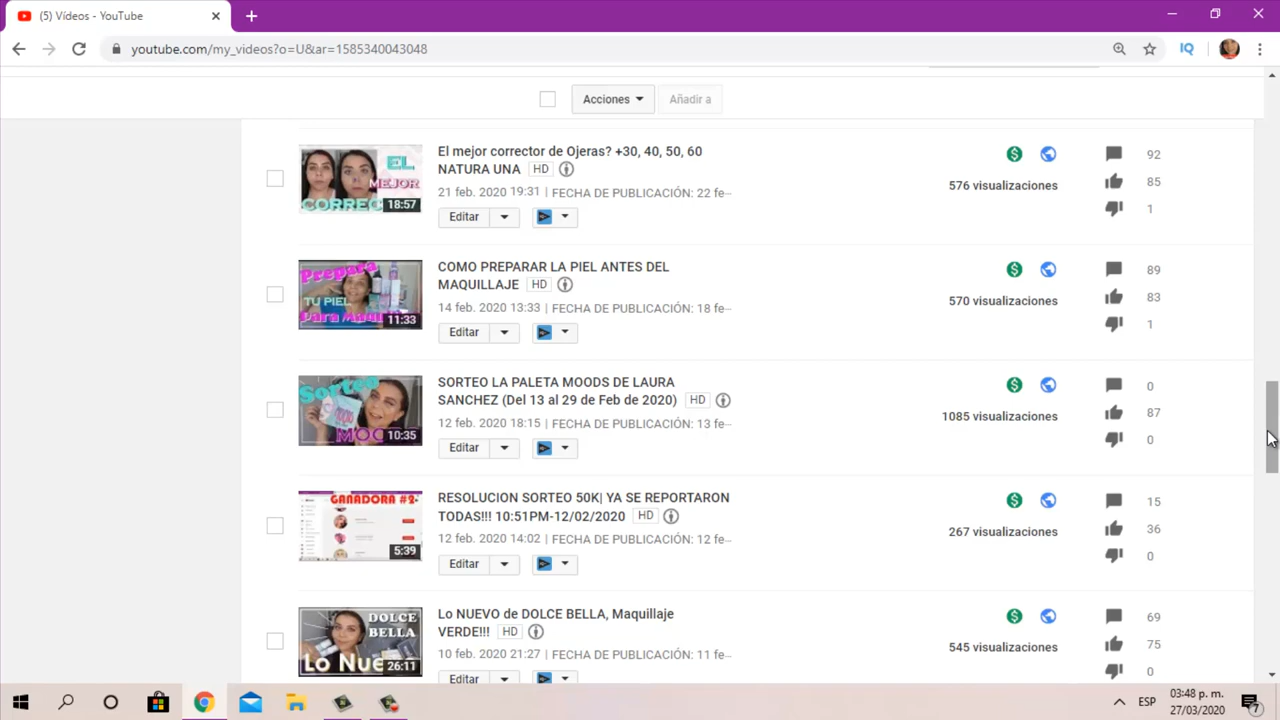 (5) Vídeos - YouTube
youtube.com/my_videos?o=U&ar=1585340043048
IQ
Acciones
Añadir a
EL
MEJOR
CORREC
18:57
El mejor corrector de Ojeras? +30, 40, 50, 60
NATURA UNA HD
21 feb. 2020 19:31 | FECHA DE PUBLICACIÓN: 22 fe--
Editar
576 visualizaciones
92
85
1
Prepara
TU PIEL
Para Maqui
11:33
COMO PREPARAR LA PIEL ANTES DEL
MAQUILLAJE HD
14 feb. 2020 13:33 | FECHA DE PUBLICACIÓN: 18 fe--
Editar
570 visualizaciones
89
83
1
Sorteo
MOO
10:35
SORTEO LA PALETA MOODS DE LAURA
SANCHEZ (Del 13 al 29 de Feb de 2020) HD
12 feb. 2020 18:15 | FECHA DE PUBLICACIÓN: 13 fe--
Editar
1085 visualizaciones
0
87
0
GANADORA #2
5:39
RESOLUCION SORTEO 50K| YA SE REPORTARON
TODAS!!! 10:51PM-12/02/2020 HD
12 feb. 2020 14:02 | FECHA DE PUBLICACIÓN: 12 fe--
Editar
267 visualizaciones
15
36
0
DOLCE
BELLA
Lo Nue
26:11
Lo NUEVO de DOLCE BELLA, Maquillaje
VERDE!!! HD
10 feb. 2020 21:27 | FECHA DE PUBLICACIÓN: 11 fe--
Editar
545 visualizaciones
69
75
0
ESP
03:48 p. m.
27/03/2020
7